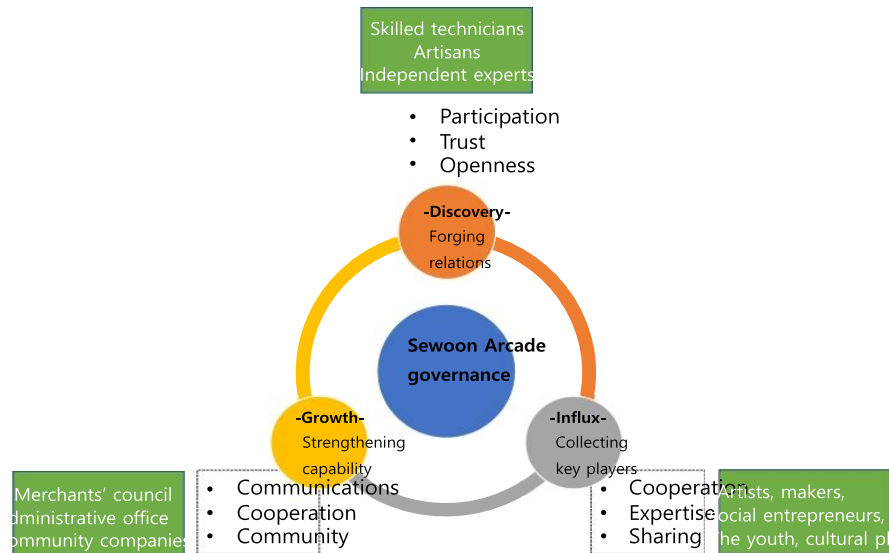 Skilled technicians
Artisans
Independent experts
• Participation
• Trust
• Openness
-Discovery-
Forging
relations
Sewoon Arcade
governance
-Growth-
Strengthening
capability
-Influx-
Collecting
key players
Merchants' council
dministrative office
ommunity companies
• Communications
• Cooperation
• Community
• Cooperation
• Expertise
• Sharing
Artists, makers,
ocial entrepreneurs,
he youth, cultural pl